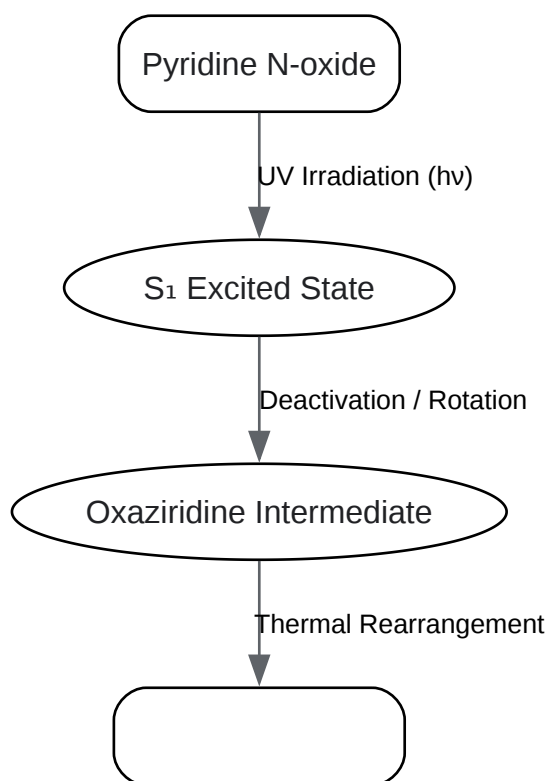 Pyridine N-oxide
UV Irradiation (hν)
S₁ Excited State
Deactivation / Rotation
Oxaziridine Intermediate
Thermal Rearrangement